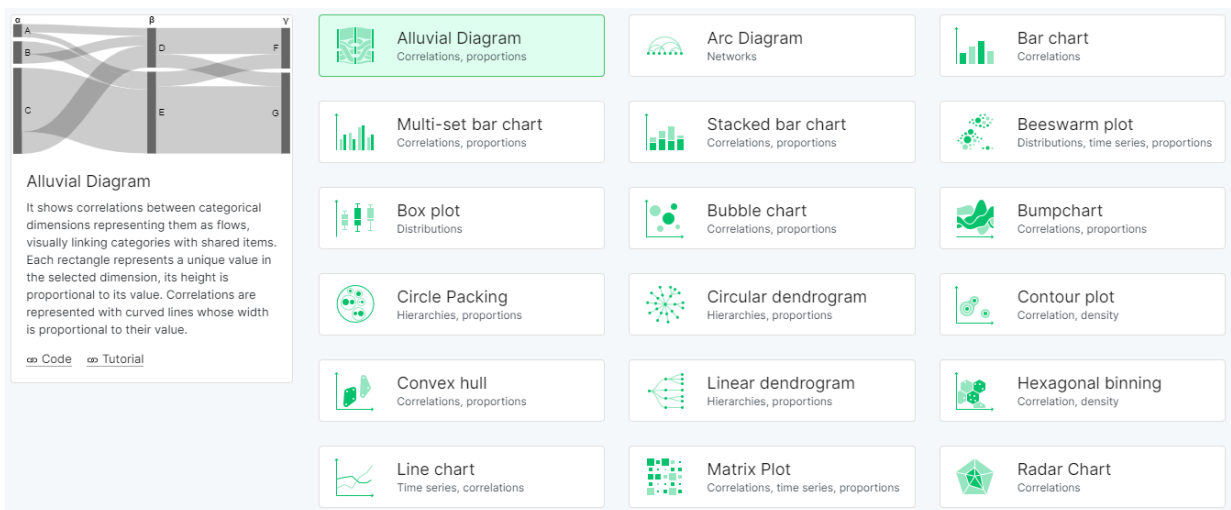 α β γ
A
B
C
D
E
F
G
Alluvial Diagram
It shows correlations between categorical
dimensions representing them as flows,
visually linking categories with shared items.
Each rectangle represents a unique value in
the selected dimension, its height is
proportional to its value. Correlations are
represented with curved lines whose width
is proportional to their value.
Code Tutorial
Alluvial Diagram
Correlations, proportions
Arc Diagram
Networks
Bar chart
Correlations
Multi-set bar chart
Correlations, proportions
Stacked bar chart
Correlations, proportions
Beeswarm plot
Distributions, time series, proportions
Box plot
Distributions
Bubble chart
Correlations, proportions
Bumpchart
Correlations, proportions
Circle Packing
Hierarchies, proportions
Circular dendrogram
Hierarchies, proportions
Contour plot
Correlation, density
Convex hull
Correlations, proportions
Linear dendrogram
Hierarchies, proportions
Hexagonal binning
Correlation, density
Line chart
Time series, correlations
Matrix Plot
Correlations, time series, proportions
Radar Chart
Correlations